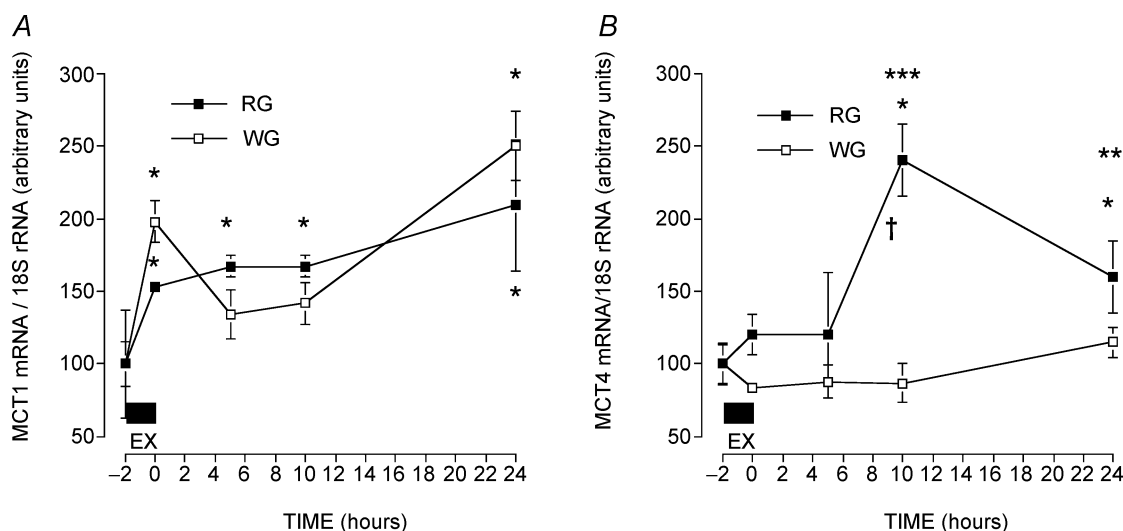 A
MCT1 mRNA / 18S rRNA (arbitrary units)
300
250
200
150
100
50
RG
WG
*
*
*
*
*
*
EX
–2 0 2 4 6 8 10 12 14 16 18 20 22 24
TIME (hours)
B
MCT4 mRNA/18S rRNA (arbitrary units)
300
250
200
150
100
50
RG
WG
***
*
†
**
*
EX
–2 0 2 4 6 8 10 12 14 16 18 20 22 24
TIME (hours)